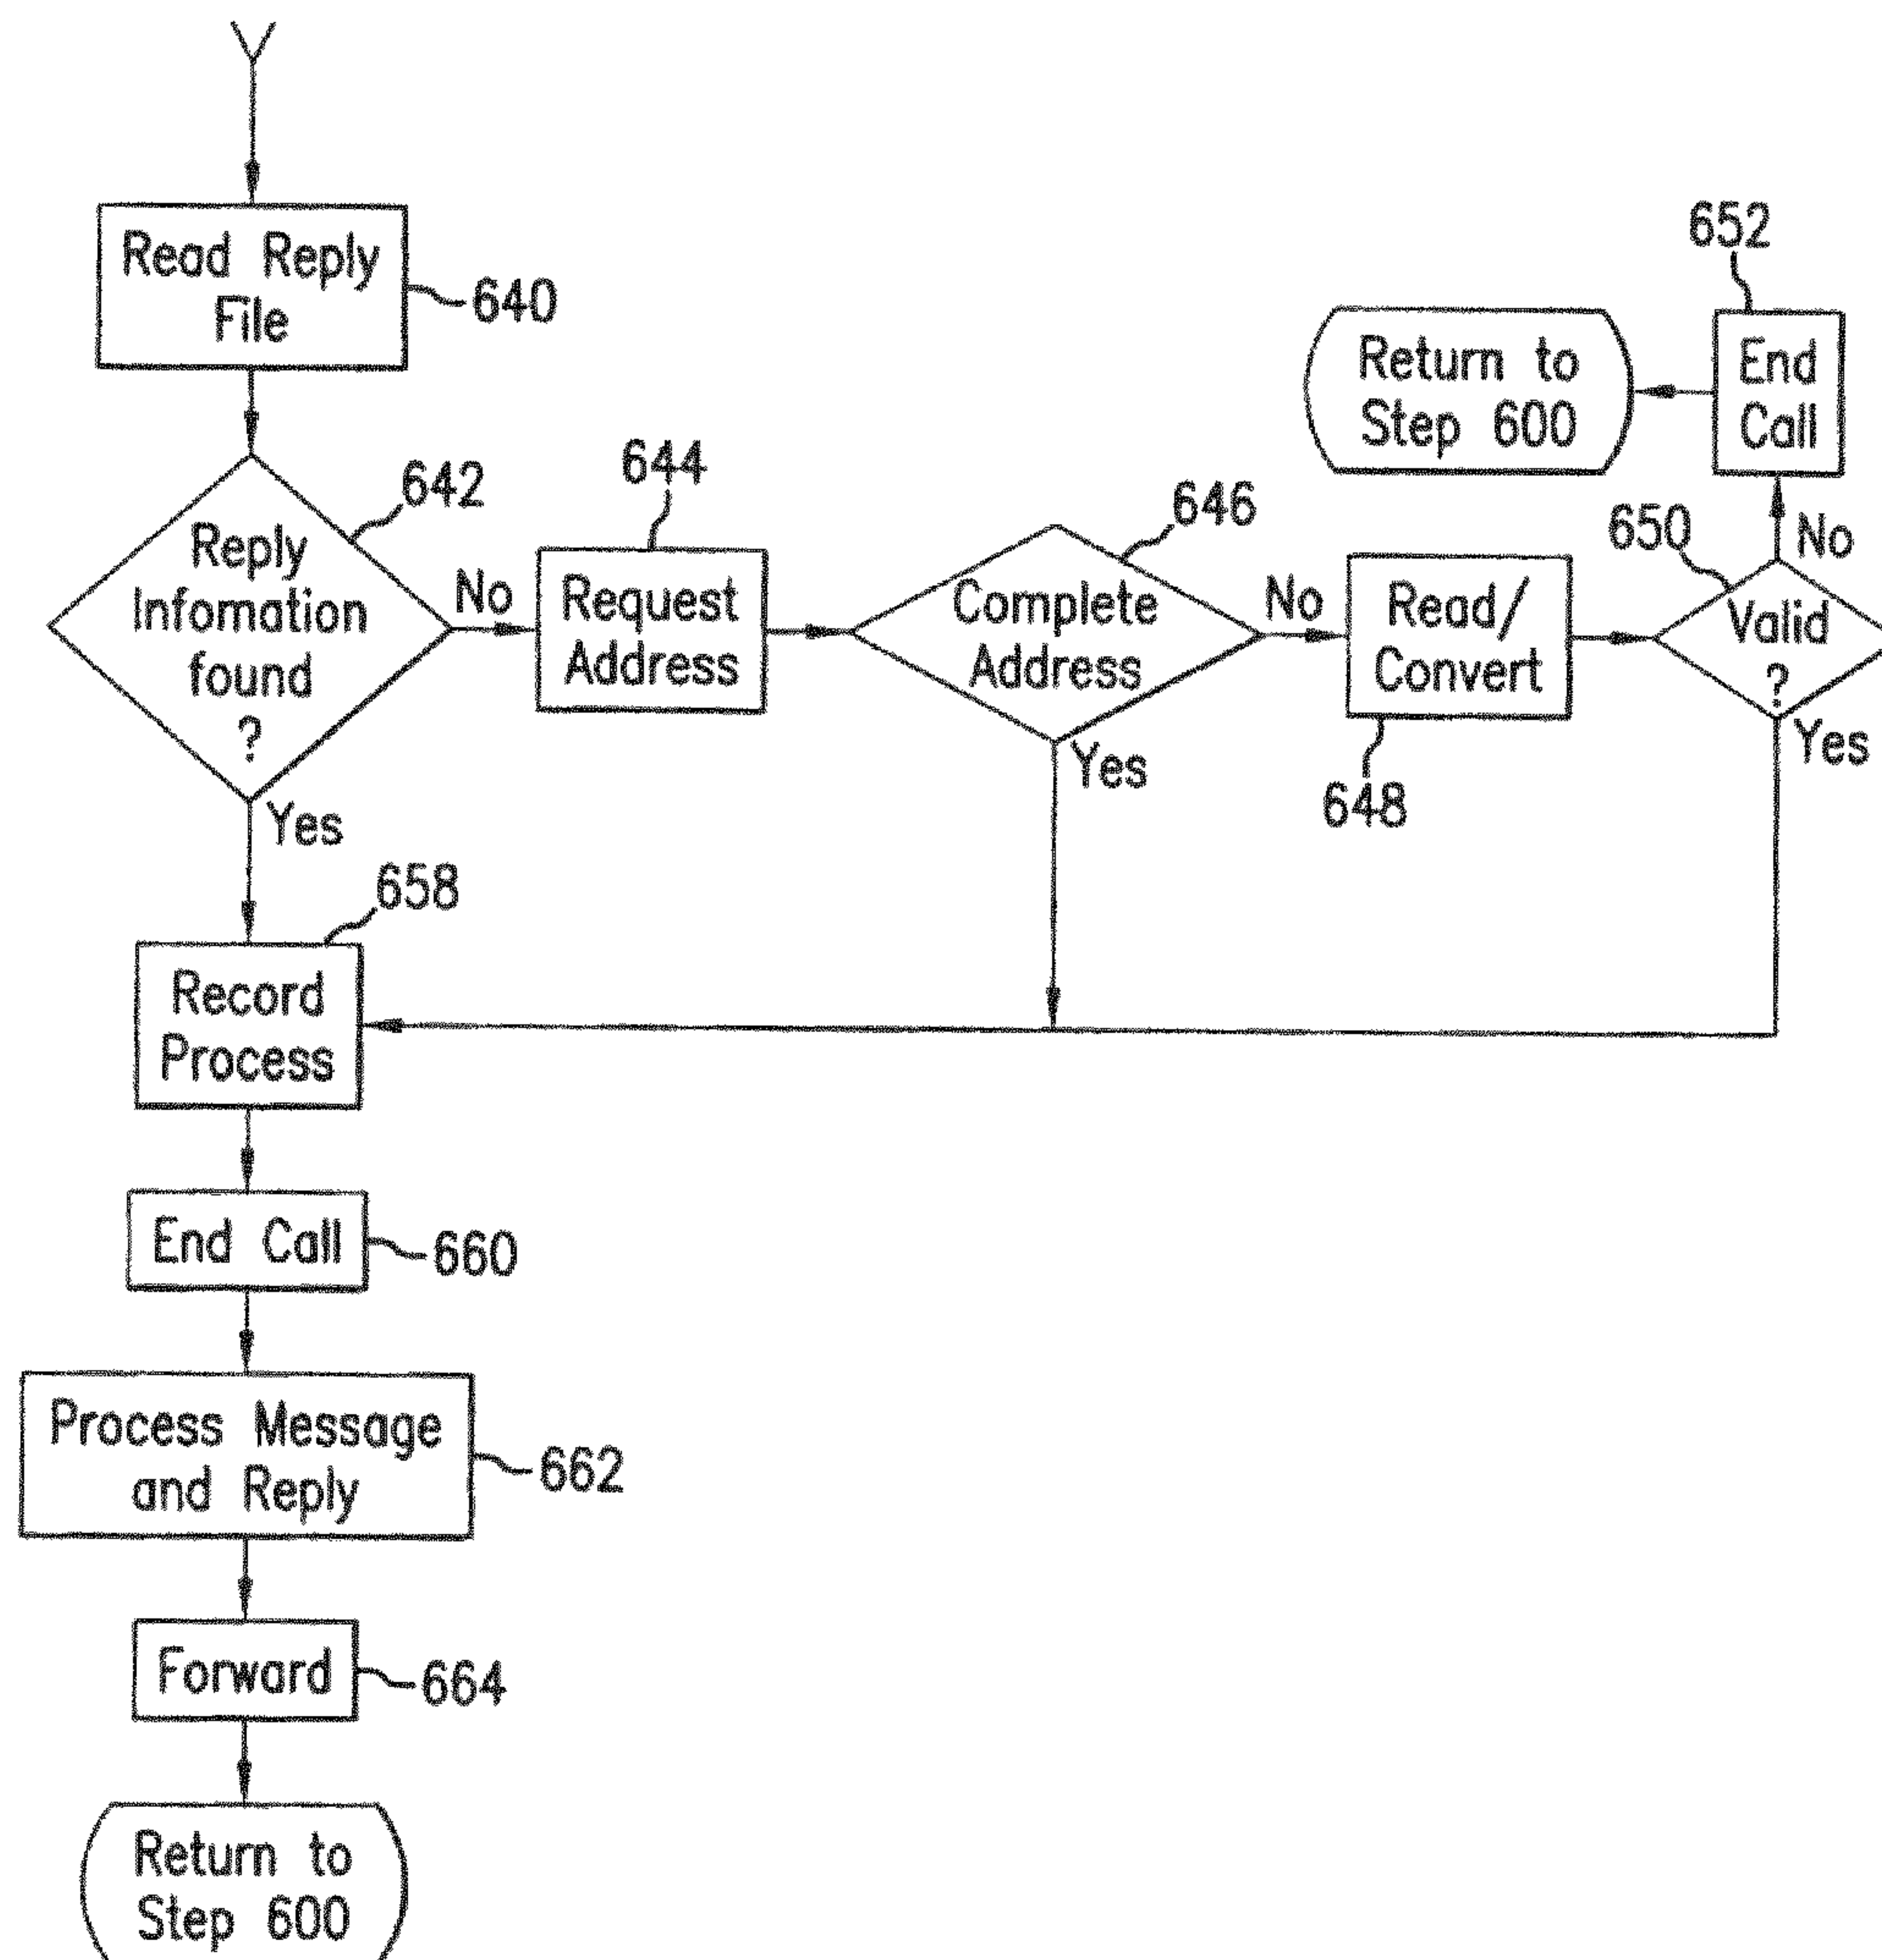 Read Reply
File
640
Reply
Infomation
found
?
642
No
644
Request
Address
646
Complete
Address
No
Read/
Convert
648
650
Valid
?
No
652
End
Call
Return to
Step 600
Yes
Yes
Yes
658
Record
Process
End Call
660
Process Message
and Reply
662
Forward
664
Return to
Step 600